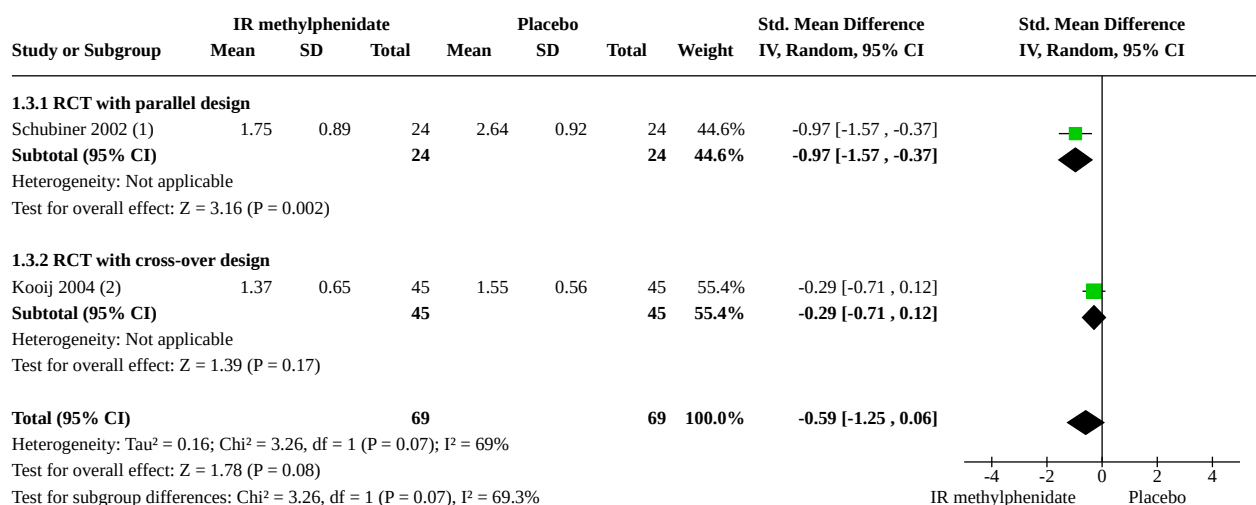 IR methylphenidate Placebo Std. Mean Difference Std. Mean Difference
Study or Subgroup Mean SD Total Mean SD Total Weight IV, Random, 95% CI IV, Random, 95% CI
1.3.1 RCT with parallel design
Schubiner 2002 (1) 1.75 0.89 24 2.64 0.92 24 44.6% -0.97 [-1.57 , -0.37]
Subtotal (95% CI) 24 24 44.6% -0.97 [-1.57 , -0.37]
Heterogeneity: Not applicable
Test for overall effect: Z = 3.16 (P = 0.002)
1.3.2 RCT with cross-over design
Kooij 2004 (2) 1.37 0.65 45 1.55 0.56 45 55.4% -0.29 [-0.71 , 0.12]
Subtotal (95% CI) 45 45 55.4% -0.29 [-0.71 , 0.12]
Heterogeneity: Not applicable
Test for overall effect: Z = 1.39 (P = 0.17)
Total (95% CI) 69 69 100.0% -0.59 [-1.25 , 0.06]
Heterogeneity: Tau² = 0.16; Chi² = 3.26, df = 1 (P = 0.07); I² = 69%
Test for overall effect: Z = 1.78 (P = 0.08)
-4 -2 0 2 4
Test for subgroup differences: Chi² = 3.26, df = 1 (P = 0.07), I² = 69.3% IR methylphenidate Placebo